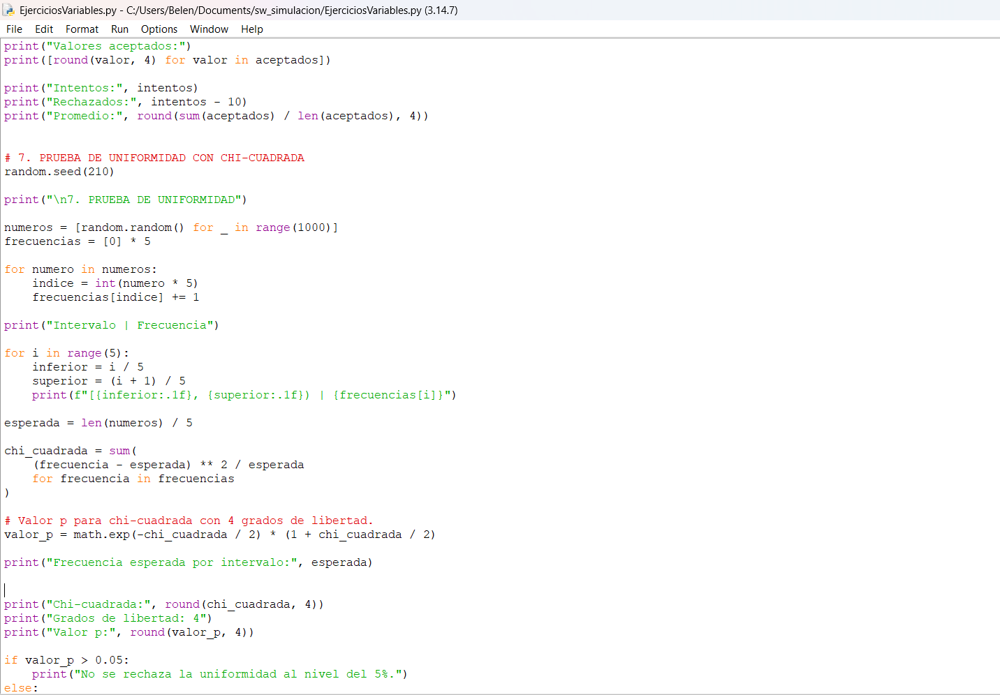 EjerciciosVariables.py - C:/Users/Belen/Documents/sw_simulacion/EjerciciosVariables.py (3.14.7)
File Edit Format Run Options Window Help
print("Valores aceptados:")
print([round(valor, 4) for valor in aceptados])

print("Intentos:", intentos)
print("Rechazados:", intentos - 10)
print("Promedio:", round(sum(aceptados) / len(aceptados), 4))

# 7. PRUEBA DE UNIFORMIDAD CON CHI-CUADRADA
random.seed(210)

print("\n7. PRUEBA DE UNIFORMIDAD")

numeros = [random.random() for _ in range(1000)]
frecuencias = [0] * 5

for numero in numeros:
    indice = int(numero * 5)
    frecuencias[indice] += 1

print("Intervalo | Frecuencia")

for i in range(5):
    inferior = i / 5
    superior = (i + 1) / 5
    print(f"[{inferior:.1f}, {superior:.1f}) | {frecuencias[i]}")

esperada = len(numeros) / 5

chi_cuadrada = sum(
    (frecuencia - esperada) ** 2 / esperada
    for frecuencia in frecuencias
)

# Valor p para chi-cuadrada con 4 grados de libertad.
valor_p = math.exp(-chi_cuadrada / 2) * (1 + chi_cuadrada / 2)

print("Frecuencia esperada por intervalo:", esperada)

print("Chi-cuadrada:", round(chi_cuadrada, 4))
print("Grados de libertad: 4")
print("Valor p:", round(valor_p, 4))

if valor_p > 0.05:
    print("No se rechaza la uniformidad al nivel del 5%.")
else: